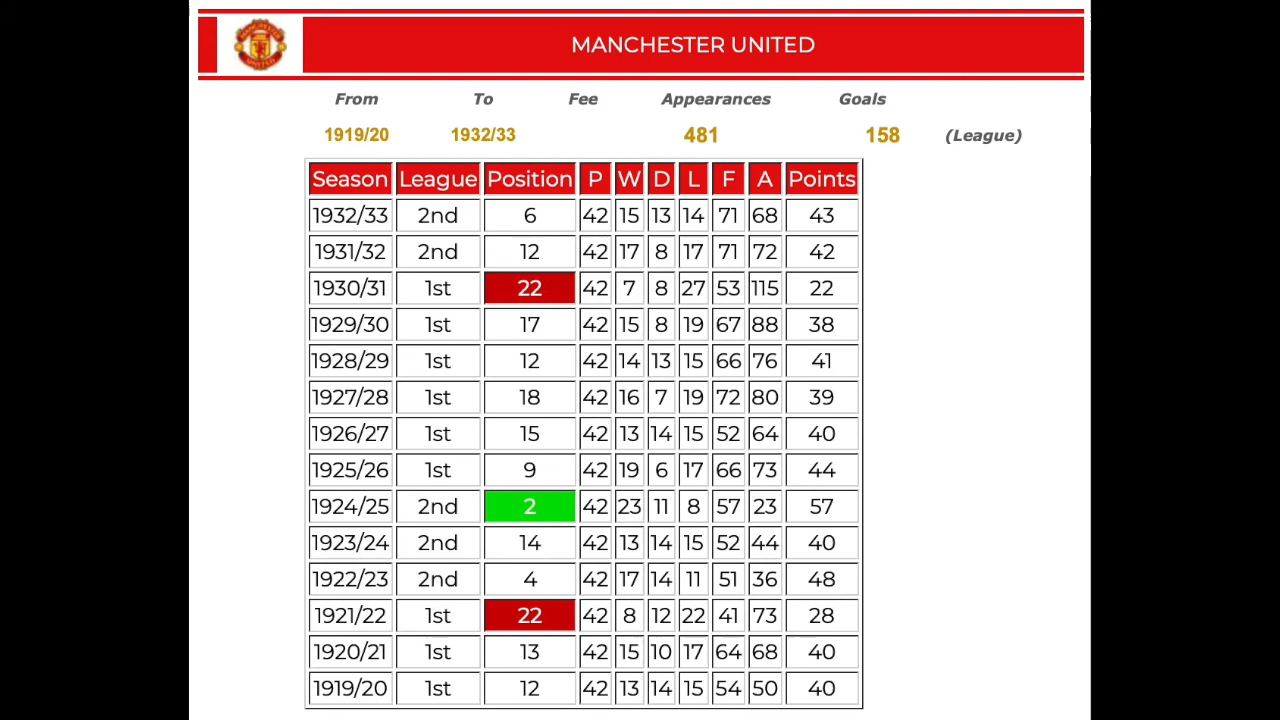 MANCHESTER UNITED
From To Fee Appearances Goals
1919/20 1932/33 481 158 (League)
Season League Position P W D L F A Points
1932/33 2nd 6 42 15 13 14 71 68 43
1931/32 2nd 12 42 17 8 17 71 72 42
1930/31 1st 22 42 7 8 27 53 115 22
1929/30 1st 17 42 15 8 19 67 88 38
1928/29 1st 12 42 14 13 15 66 76 41
1927/28 1st 18 42 16 7 19 72 80 39
1926/27 1st 15 42 13 14 15 52 64 40
1925/26 1st 9 42 19 6 17 66 73 44
1924/25 2nd 2 42 23 11 8 57 23 57
1923/24 2nd 14 42 13 14 15 52 44 40
1922/23 2nd 4 42 17 14 11 51 36 48
1921/22 1st 22 42 8 12 22 41 73 28
1920/21 1st 13 42 15 10 17 64 68 40
1919/20 1st 12 42 13 14 15 54 50 40